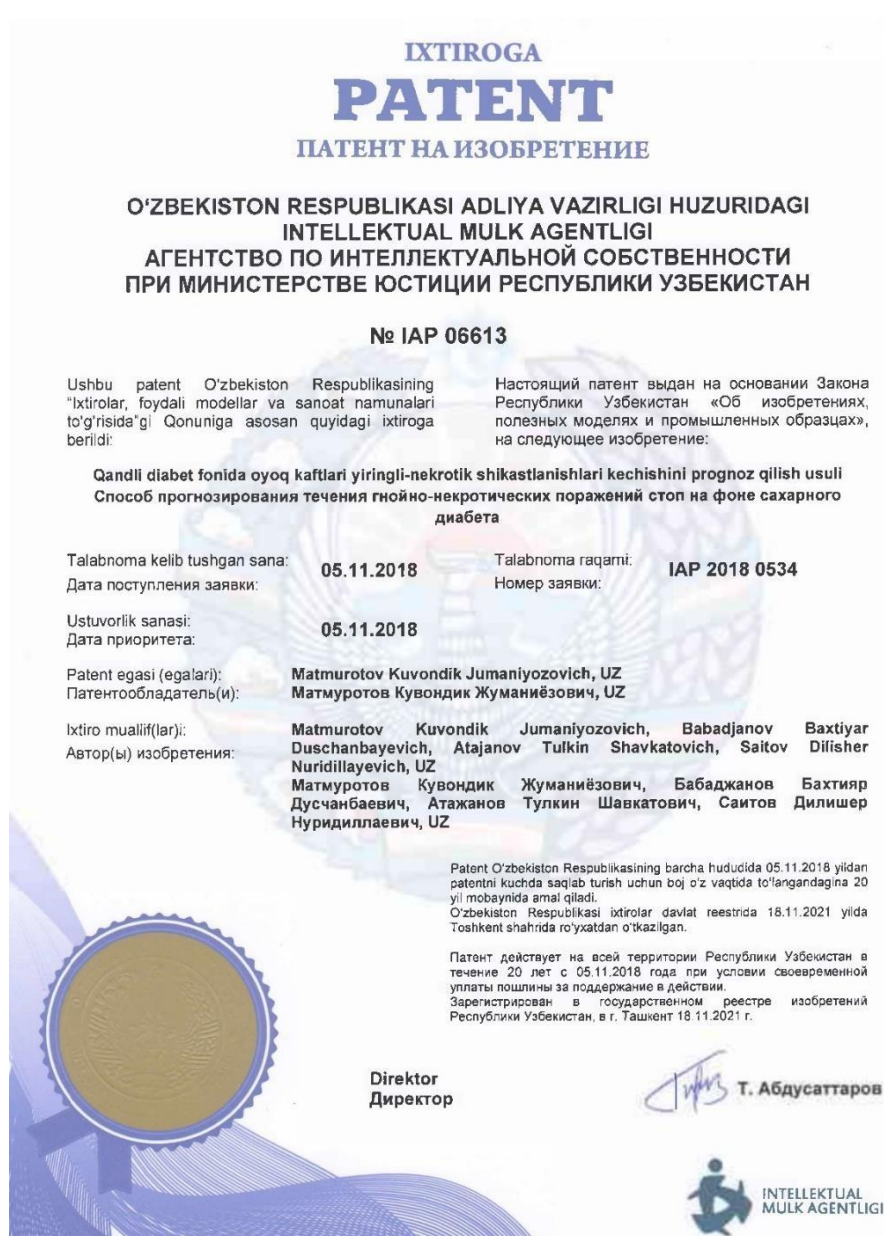 IXTIROGA
PATENT
ПАТЕНТ НА ИЗОБРЕТЕНИЕ
O‘ZBEKISTON RESPUBLIKASI ADLIYA VAZIRLIGI HUZURIDAGI
INTELLEKTUAL MULK AGENTLIGI
АГЕНТСТВО ПО ИНТЕЛЛЕКТУАЛЬНОЙ СОБСТВЕННОСТИ
ПРИ МИНИСТЕРСТВЕ ЮСТИЦИИ РЕСПУБЛИКИ УЗБЕКИСТАН
№ IAP 06613
Ushbu patent O'zbekiston Respublikasining
"Ixtirolar, foydali modellar va sanoat namunalari
to'g'risida"gi Qonuniga asosan quyidagi ixtiroga
berildi:
Настоящий патент выдан на основании Закона
Республики Узбекистан «Об изобретениях,
полезных моделях и промышленных образцах»,
на следующее изобретение:
Qandli diabet fonida oyoq kaftlari yiringli-nekrotik shikastlanishlari kechishini prognoz qilish usuli
Способ прогнозирования течения гнойно-некротических поражений стоп на фоне сахарного
диабета
Talabnoma kelib tushgan sana:
Дата поступления заявки:
05.11.2018
Talabnoma raqami:
Номер заявки:
IAP 2018 0534
Ustuvorlik sanasi:
Дата приоритета:
05.11.2018
Patent egasi (egalari):
Патентообладатель(и):
Matmurotov Kuvondik Jumaniyozovich, UZ
Матмуротов Кувондик Жуманиёзович, UZ
Ixtiro muallif(lar)i:
Автор(ы) изобретения:
Matmurotov Kuvondik Jumaniyozovich, Babadjanov Baxtiyar
Duschanbayevich, Atajanov Tulkin Shavkatovich, Saitov Dilisher
Nuridillayevich, UZ
Матмуротов Кувондик Жуманиёзович, Бабаджанов Бахтияр
Дусчанбаевич, Атажанов Тулкин Шавкатович, Саитов Дилишер
Нуридиллаевич, UZ
Patent O'zbekiston Respublikasining barcha hududida 05.11.2018 yildan
patentni kuchda saqlab turish uchun boj o'z vaqtida to'langandagina 20
yil mobaynida amal qiladi.
O'zbekiston Respublikasi ixtirolar davlat reestrida 18.11.2021 yilda
Toshkent shahrida ro'yxatdan o'tkazilgan.
Патент действует на всей территории Республики Узбекистан в
течение 20 лет с 05.11.2018 года при условии своевременной
уплаты пошлины за поддержание в действии.
Зарегистрирован в государственном реестре изобретений
Республики Узбекистан, в г. Ташкент 18.11.2021 г.
Direktor
Директор
Т. Абдусаттаров
INTELLEKTUAL
MULK AGENTLIGI